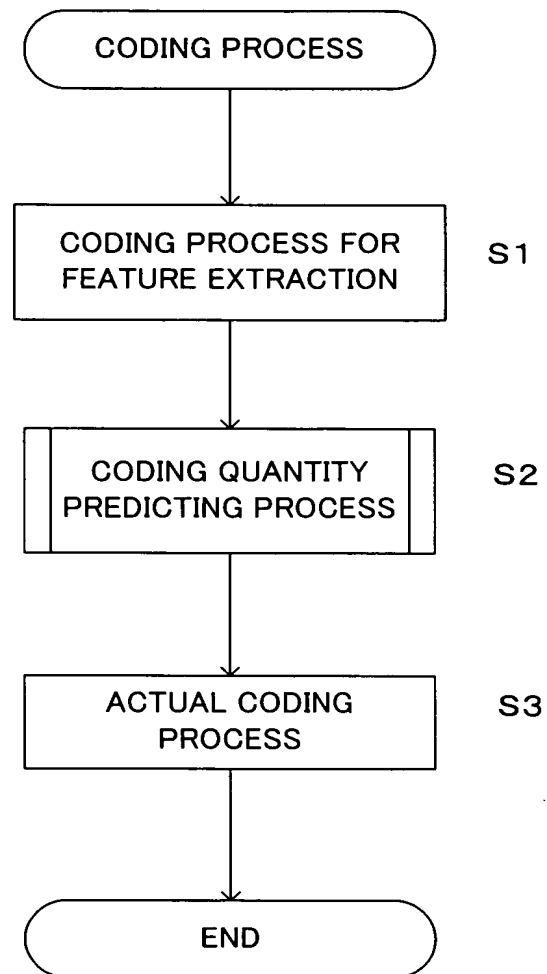 CODING PROCESS
CODING PROCESS FOR
FEATURE EXTRACTION
S1
CODING QUANTITY
PREDICTING PROCESS
S2
ACTUAL CODING
PROCESS
S3
END